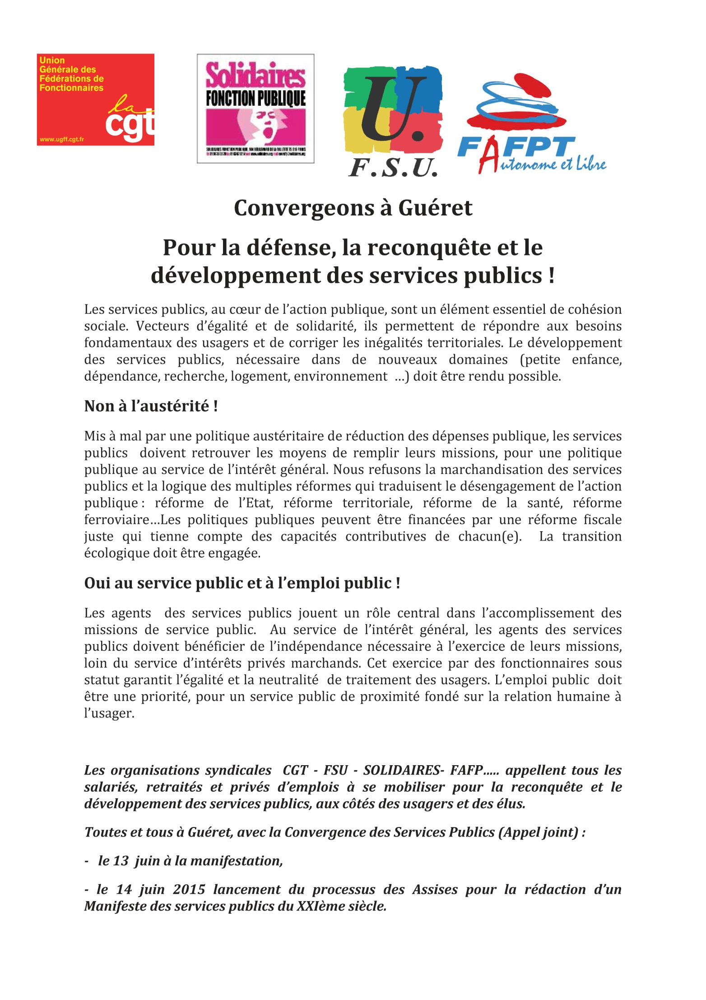 Union
Générale des
Fédérations de
Fonctionnaires
la
cgt
www.ugff.cgt.fr
Solidaires
FONCTION PUBLIQUE
SOLIDAIRES FONCTION PUBLIQUE, 144 BOULEVARD DE LA VILLETTE 75 019 PARIS
U.
F.S.U.
FAFPT
Autonome et Libre
Convergeons à Guéret
Pour la défense, la reconquête et le
développement des services publics !
Les services publics, au cœur de l’action publique, sont un élément essentiel de cohésion
sociale. Vecteurs d’égalité et de solidarité, ils permettent de répondre aux besoins
fondamentaux des usagers et de corriger les inégalités territoriales. Le développement
des services publics, nécessaire dans de nouveaux domaines (petite enfance,
dépendance, recherche, logement, environnement …) doit être rendu possible.
Non à l’austérité !
Mis à mal par une politique austéritaire de réduction des dépenses publique, les services
publics doivent retrouver les moyens de remplir leurs missions, pour une politique
publique au service de l’intérêt général. Nous refusons la marchandisation des services
publics et la logique des multiples réformes qui traduisent le désengagement de l’action
publique : réforme de l’Etat, réforme territoriale, réforme de la santé, réforme
ferroviaire…Les politiques publiques peuvent être financées par une réforme fiscale
juste qui tienne compte des capacités contributives de chacun(e). La transition
écologique doit être engagée.
Oui au service public et à l’emploi public !
Les agents des services publics jouent un rôle central dans l’accomplissement des
missions de service public. Au service de l’intérêt général, les agents des services
publics doivent bénéficier de l’indépendance nécessaire à l’exercice de leurs missions,
loin du service d’intérêts privés marchands. Cet exercice par des fonctionnaires sous
statut garantit l’égalité et la neutralité de traitement des usagers. L’emploi public doit
être une priorité, pour un service public de proximité fondé sur la relation humaine à
l’usager.
Les organisations syndicales CGT - FSU - SOLIDAIRES- FAFP….. appellent tous les
salariés, retraités et privés d’emplois à se mobiliser pour la reconquête et le
développement des services publics, aux côtés des usagers et des élus.
Toutes et tous à Guéret, avec la Convergence des Services Publics (Appel joint) :
- le 13 juin à la manifestation,
- le 14 juin 2015 lancement du processus des Assises pour la rédaction d’un
Manifeste des services publics du XXIème siècle.